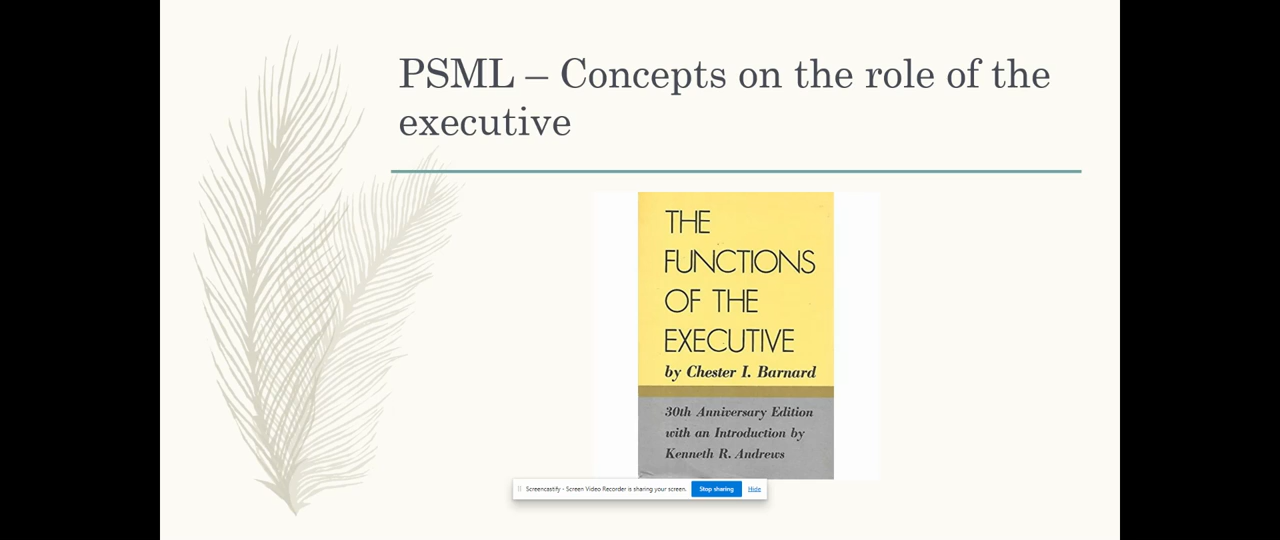 PSML – Concepts on the role of the
executive
THE
FUNCTIONS
OF THE
EXECUTIVE
by Chester I. Barnard
30th Anniversary Edition
with an Introduction by
Kenneth R. Andrews
Screencastify - Screen Video Recorder is sharing your screen. Stop sharing Hide